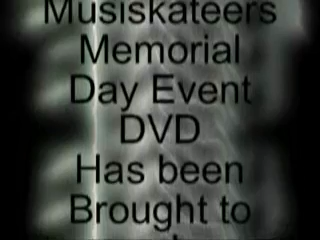 Musiskateers
Memorial
Day Event
DVD
Has been
Brought to